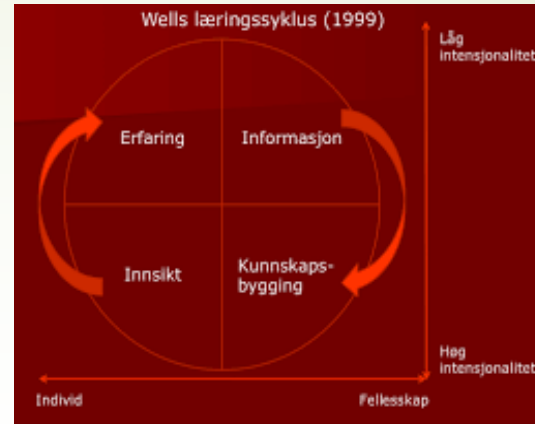 Wells læringssyklus (1999)
Låg
intensjonalitet
Erfaring
Informasjon
Innsikt
Kunnskaps-
bygging
Høg
intensjonalitet
Individ
Fellesskap